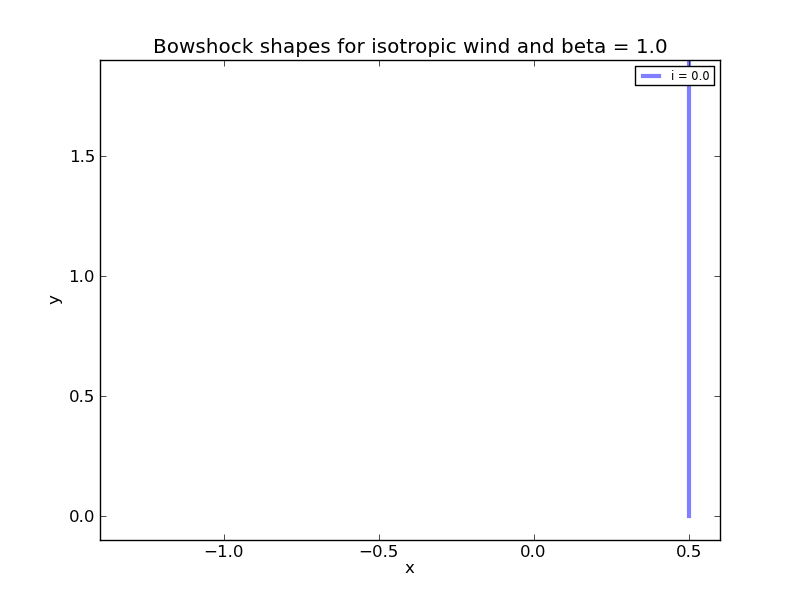 Bowshock shapes for isotropic wind and beta = 1.0
i = 0.0
y
1.5
1.0
0.5
0.0
−1.0 −0.5 0.0 0.5
x